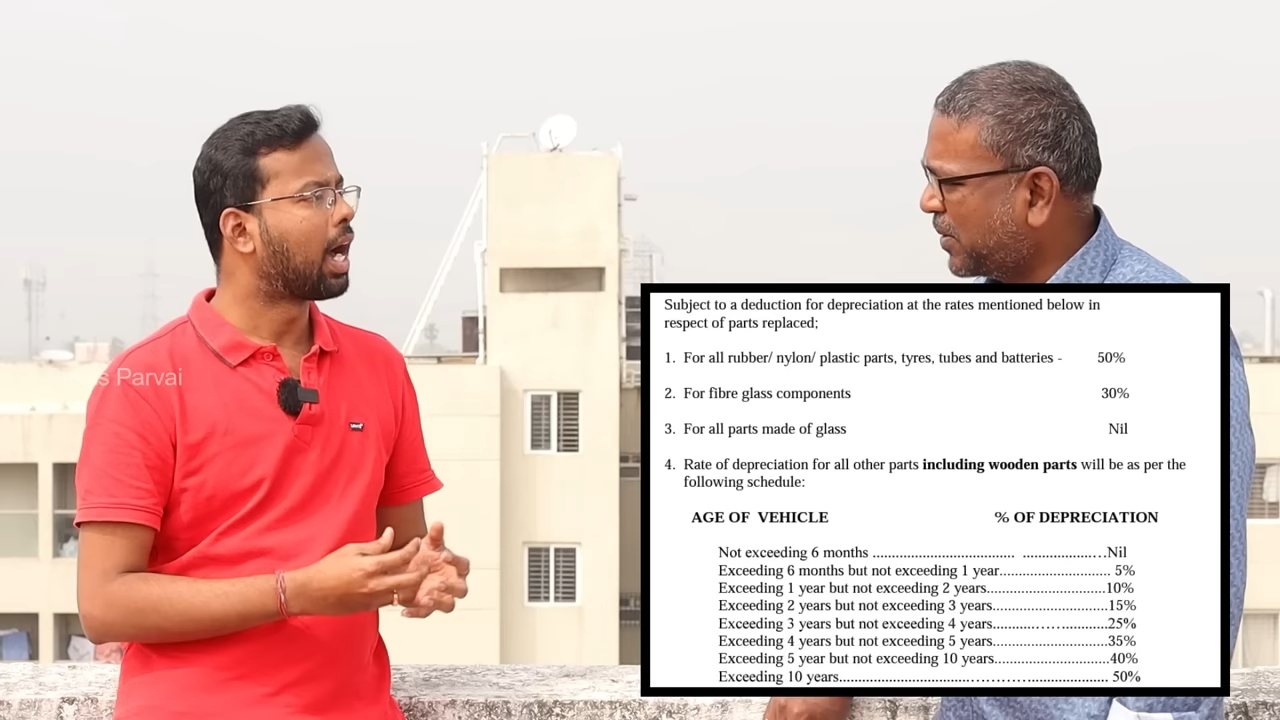 s Parvai
Subject to a deduction for depreciation at the rates mentioned below in
respect of parts replaced;
1. For all rubber/ nylon/ plastic parts, tyres, tubes and batteries - 50%
2. For fibre glass components 30%
3. For all parts made of glass Nil
4. Rate of depreciation for all other parts including wooden parts will be as per the
following schedule:
AGE OF VEHICLE % OF DEPRECIATION
Not exceeding 6 months ..................................... ......................Nil
Exceeding 6 months but not exceeding 1 year............................ 5%
Exceeding 1 year but not exceeding 2 years..............................10%
Exceeding 2 years but not exceeding 3 years.............................15%
Exceeding 3 years but not exceeding 4 years..........……...........25%
Exceeding 4 years but not exceeding 5 years.............................35%
Exceeding 5 year but not exceeding 10 years.............................40%
Exceeding 10 years.................................…………..................... 50%